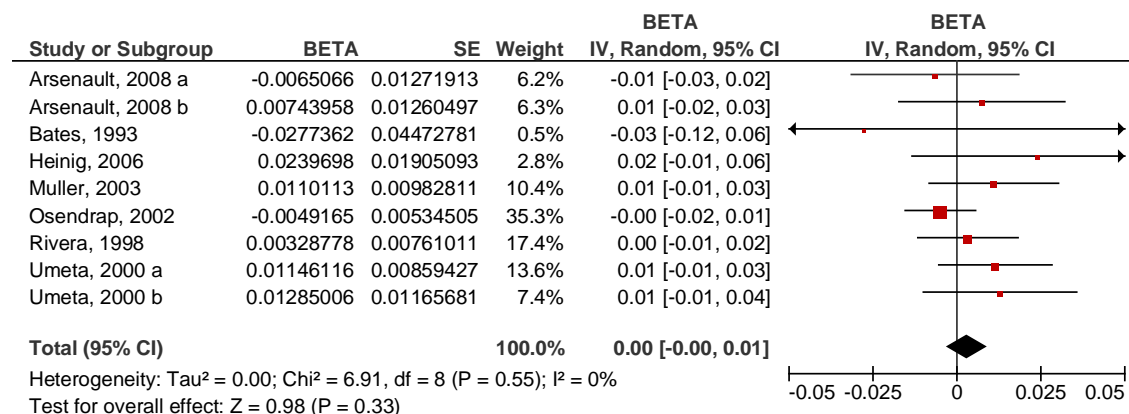 BETA BETA
Study or Subgroup BETA SE Weight IV, Random, 95% CI IV, Random, 95% CI
Arsenault, 2008 a -0.0065066 0.01271913 6.2% -0.01 [-0.03, 0.02]
Arsenault, 2008 b 0.00743958 0.01260497 6.3% 0.01 [-0.02, 0.03]
Bates, 1993 -0.0277362 0.04472781 0.5% -0.03 [-0.12, 0.06]
Heinig, 2006 0.0239698 0.01905093 2.8% 0.02 [-0.01, 0.06]
Muller, 2003 0.0110113 0.00982811 10.4% 0.01 [-0.01, 0.03]
Osendrap, 2002 -0.0049165 0.00534505 35.3% -0.00 [-0.02, 0.01]
Rivera, 1998 0.00328778 0.00761011 17.4% 0.00 [-0.01, 0.02]
Umeta, 2000 a 0.01146116 0.00859427 13.6% 0.01 [-0.01, 0.03]
Umeta, 2000 b 0.01285006 0.01165681 7.4% 0.01 [-0.01, 0.04]
Total (95% CI) 100.0% 0.00 [-0.00, 0.01]
Heterogeneity: Tau² = 0.00; Chi² = 6.91, df = 8 (P = 0.55); I² = 0%
Test for overall effect: Z = 0.98 (P = 0.33)
-0.05 -0.025 0 0.025 0.05